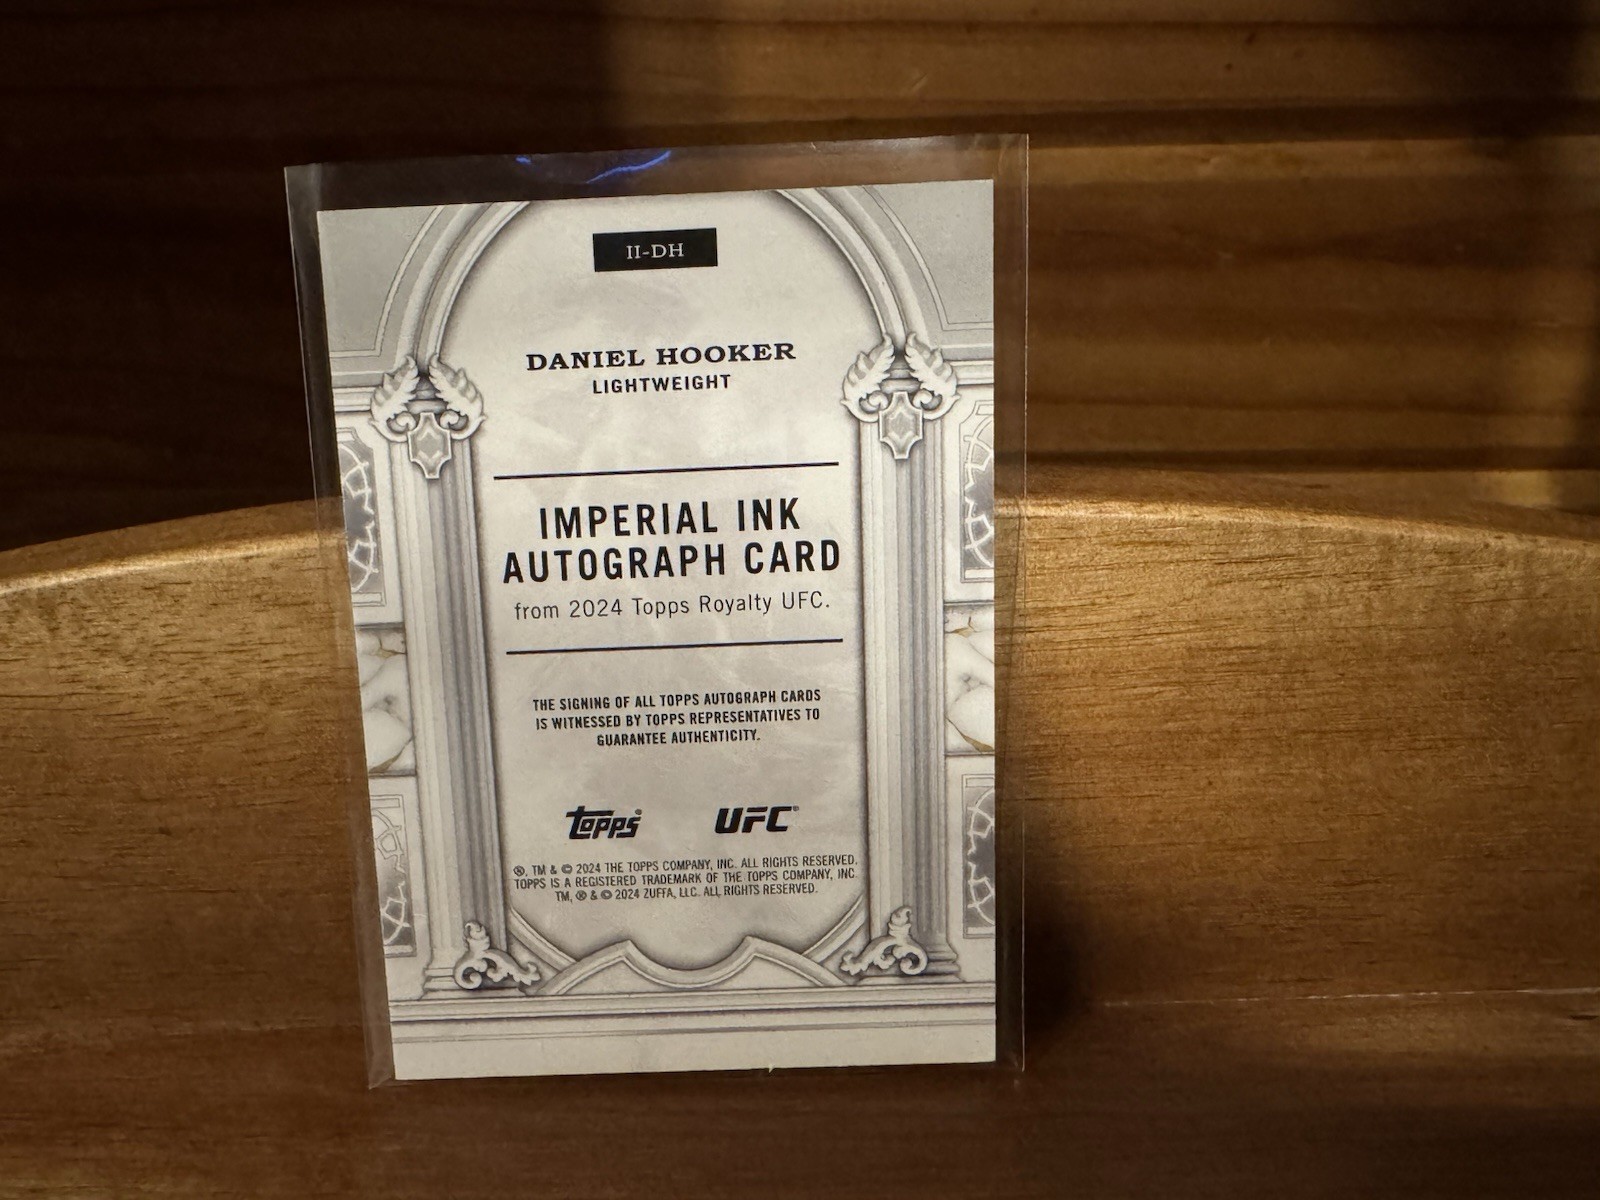 II-DH
DANIEL HOOKER
LIGHTWEIGHT
IMPERIAL INK
AUTOGRAPH CARD
from 2024 Topps Royalty UFC.
THE SIGNING OF ALL TOPPS AUTOGRAPH CARDS
IS WITNESSED BY TOPPS REPRESENTATIVES TO
GUARANTEE AUTHENTICITY.
topps® UFC®
®, TM & © 2024 THE TOPPS COMPANY, INC. ALL RIGHTS RESERVED.
TOPPS IS A REGISTERED TRADEMARK OF THE TOPPS COMPANY, INC.
TM, ® & © 2024 ZUFFA, LLC. ALL RIGHTS RESERVED.